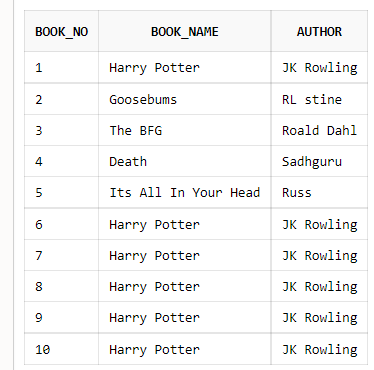 BOOK_NO BOOK_NAME AUTHOR
1 Harry Potter JK Rowling
2 Goosebums RL stine
3 The BFG Roald Dahl
4 Death Sadhguru
5 Its All In Your Head Russ
6 Harry Potter JK Rowling
7 Harry Potter JK Rowling
8 Harry Potter JK Rowling
9 Harry Potter JK Rowling
10 Harry Potter JK Rowling